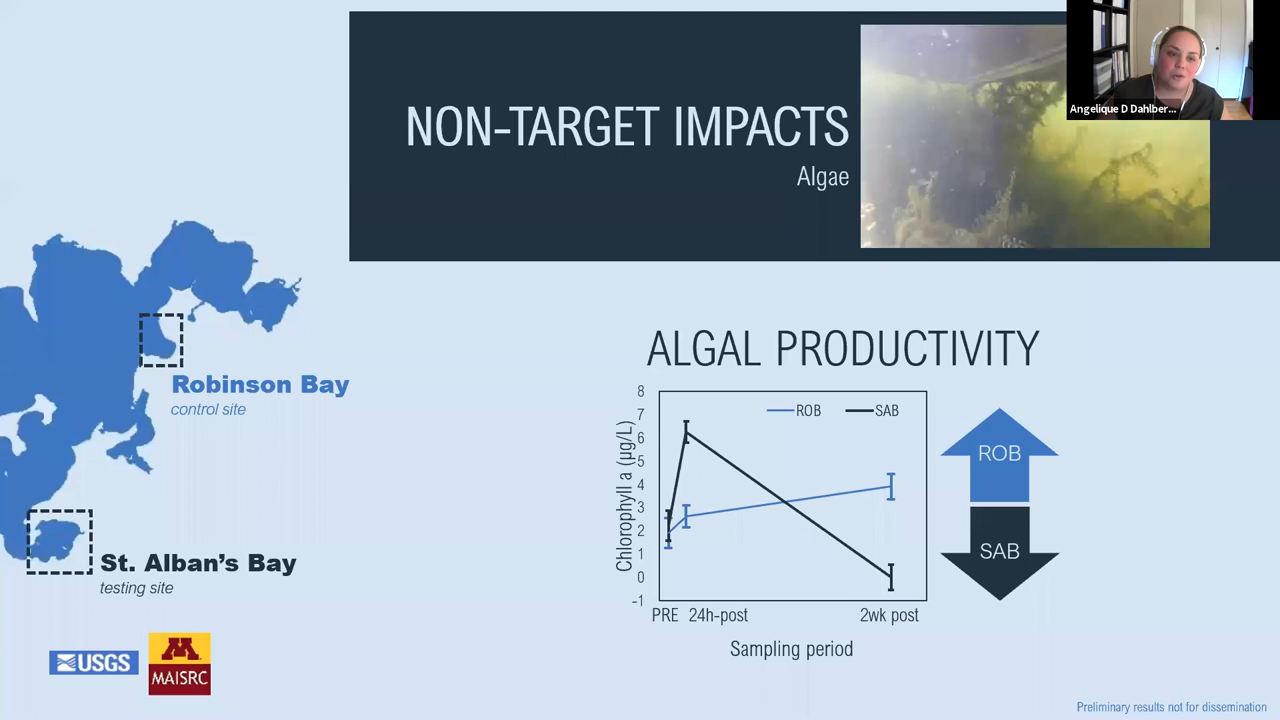 NON-TARGET IMPACTS
Algae
Angelique D Dahlber...
Robinson Bay
control site
St. Alban's Bay
testing site
USGS
M
MAISRC
ALGAL PRODUCTIVITY
Chlorophyll a (µg/L)
8
7
6
5
4
3
2
1
0
-1
ROB
SAB
PRE 24h-post 2wk post
Sampling period
ROB
SAB
Preliminary results not for dissemination